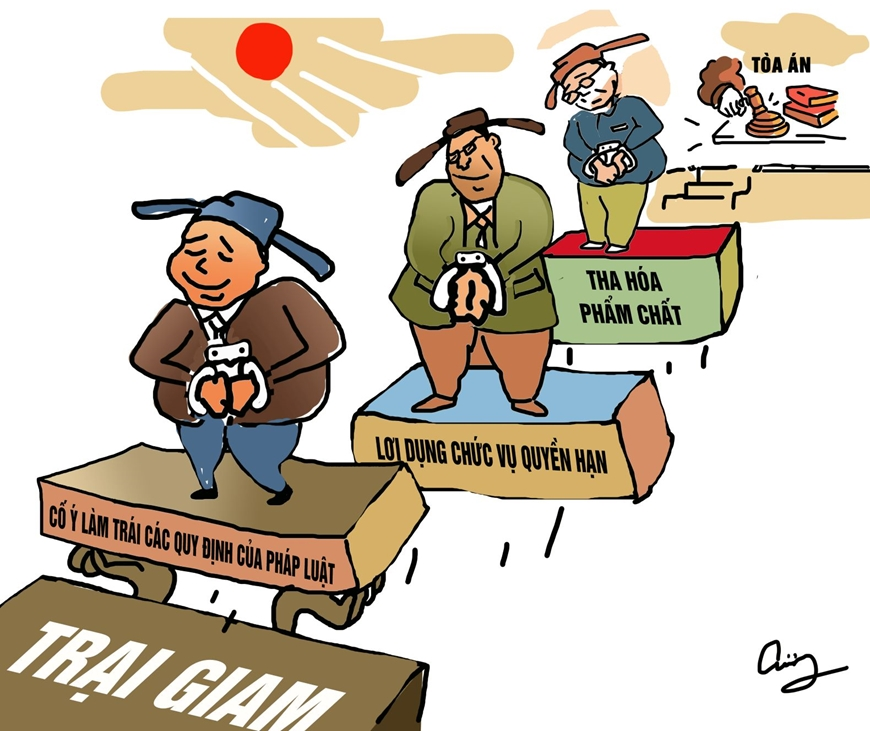 TÒA ÁN
THA HÓA
PHẨM CHẤT
LƠI DỤNG CHỨC VỤ QUYỀN HẠN
CỐ Ý LÀM TRÁI CÁC QUY ĐỊNH CỦA PHÁP LUẬT
TRẠI GIAM